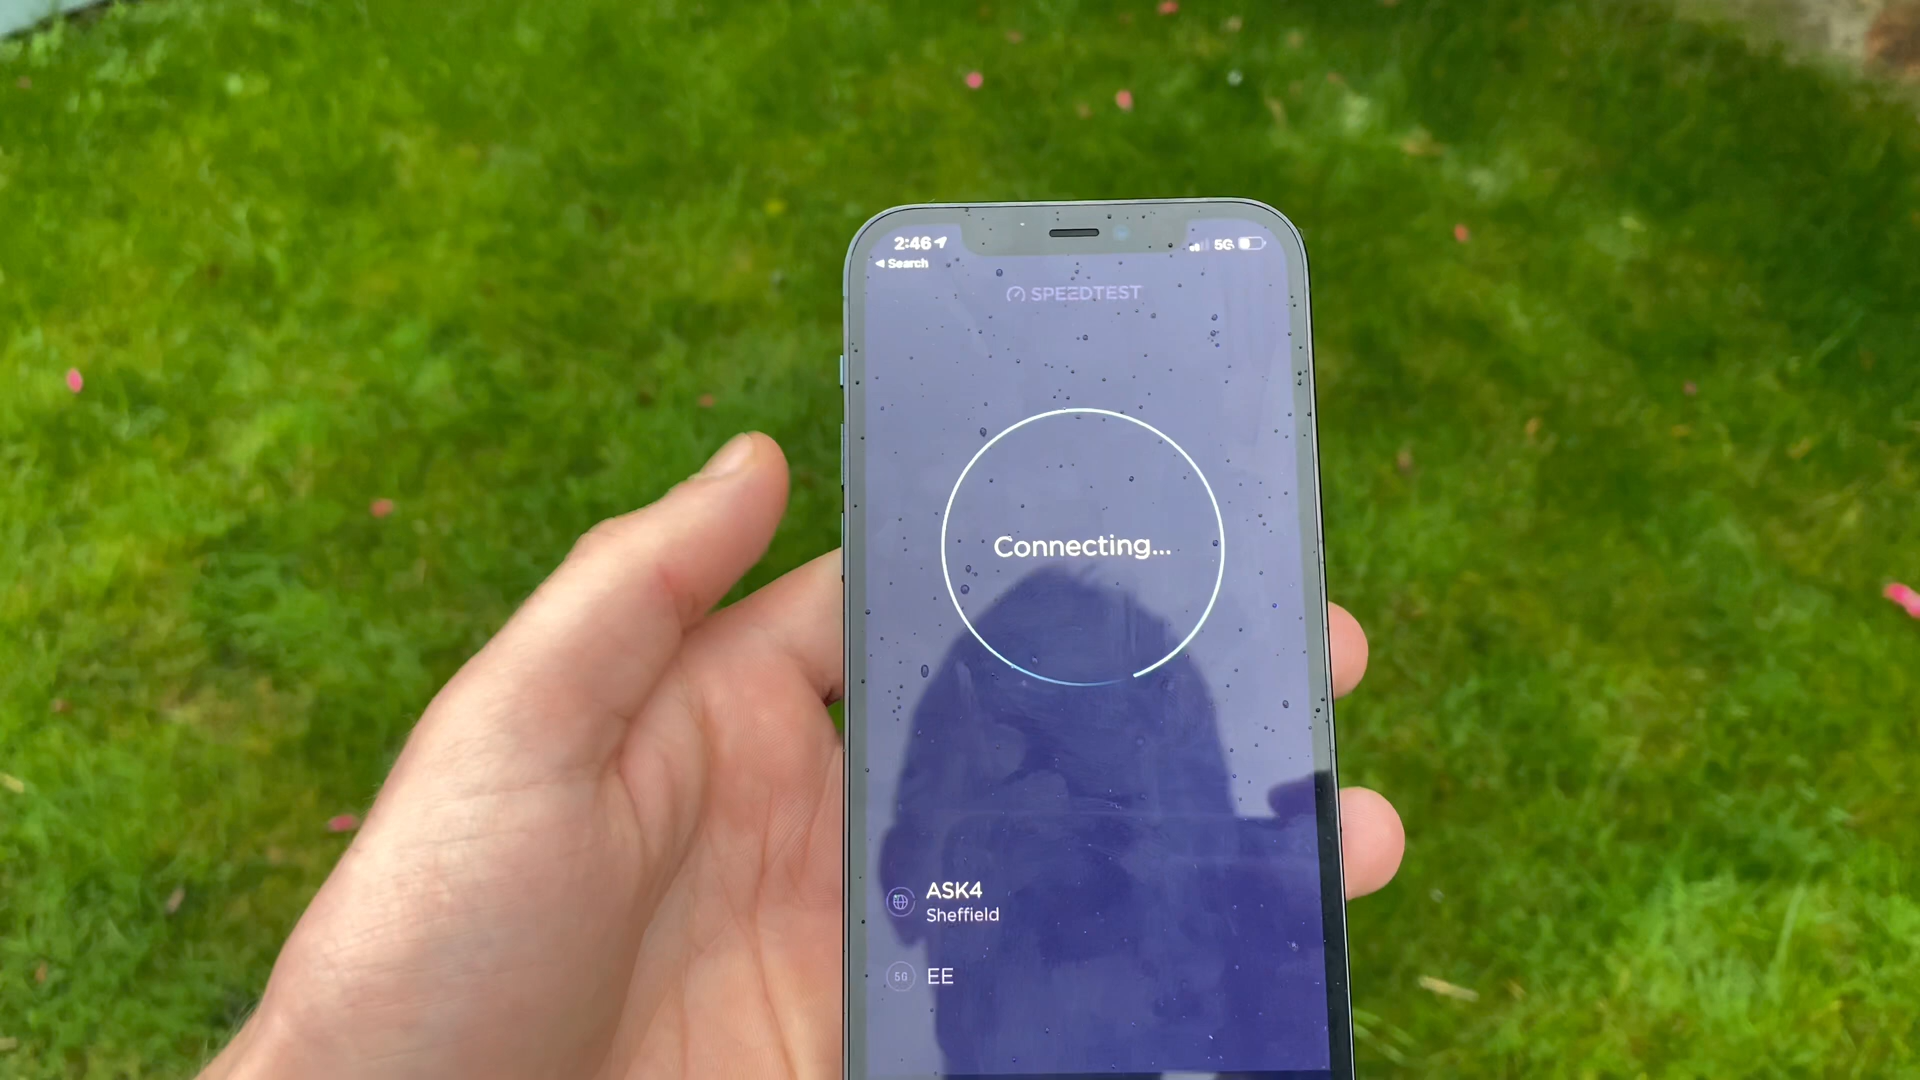 2:46
5G
Search
SPEEDTEST
Connecting...
ASK4
Sheffield
5G
EE